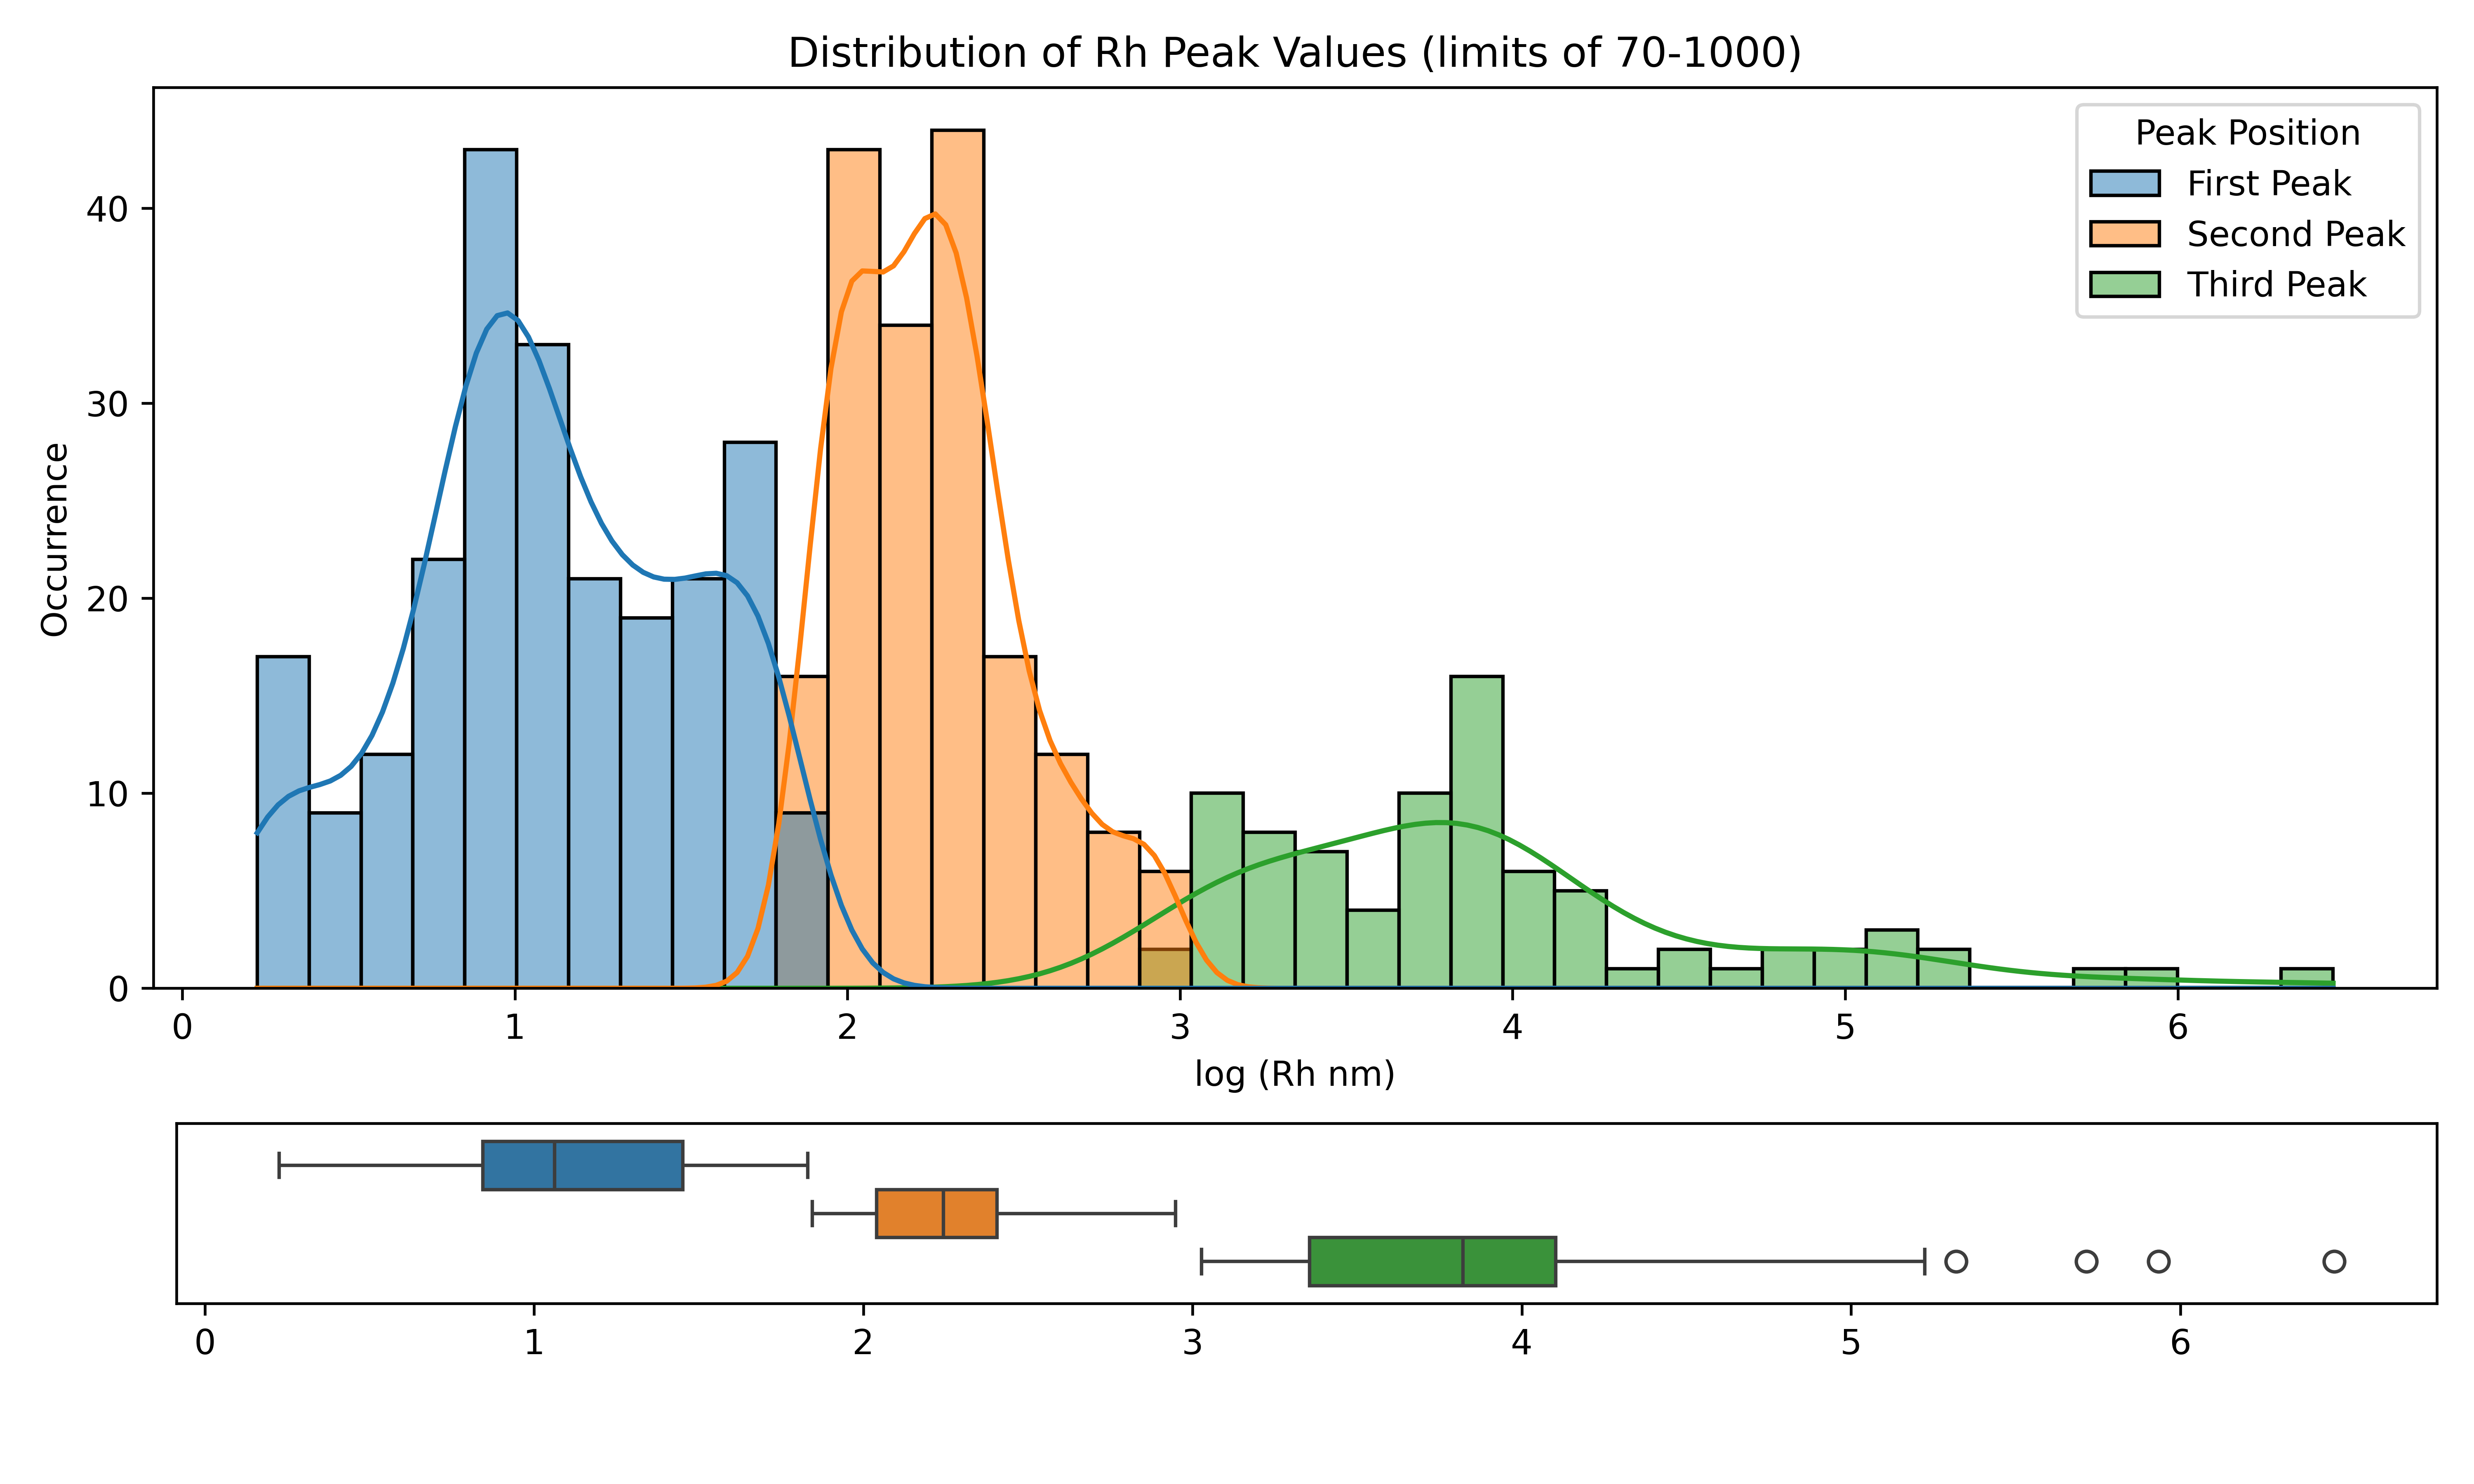 Distribution of Rh Peak Values (limits of 70-1000)
Peak Position
First Peak
Second Peak
Third Peak
Occurrence
40
30
20
10
0
0 1 2 3 4 5 6
log (Rh nm)
0 1 2 3 4 5 6